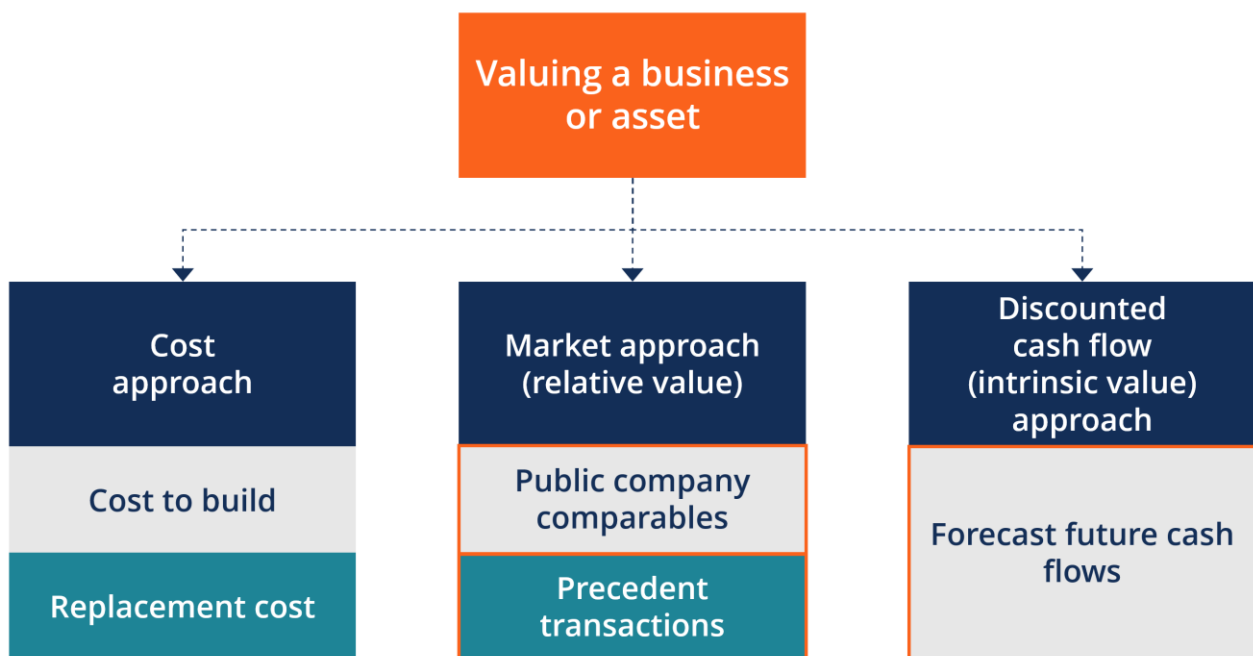 Valuing a business
or asset
Cost
approach
Cost to build
Replacement cost
Market approach
(relative value)
Public company
comparables
Precedent
transactions
Discounted
cash flow
(intrinsic value)
approach
Forecast future cash
flows